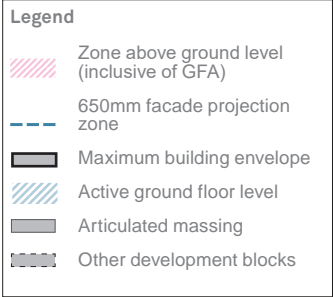 Legend
Zone above ground level
(inclusive of GFA)
650mm facade projection
zone
Maximum building envelope
Active ground floor level
Articulated massing
Other development blocks